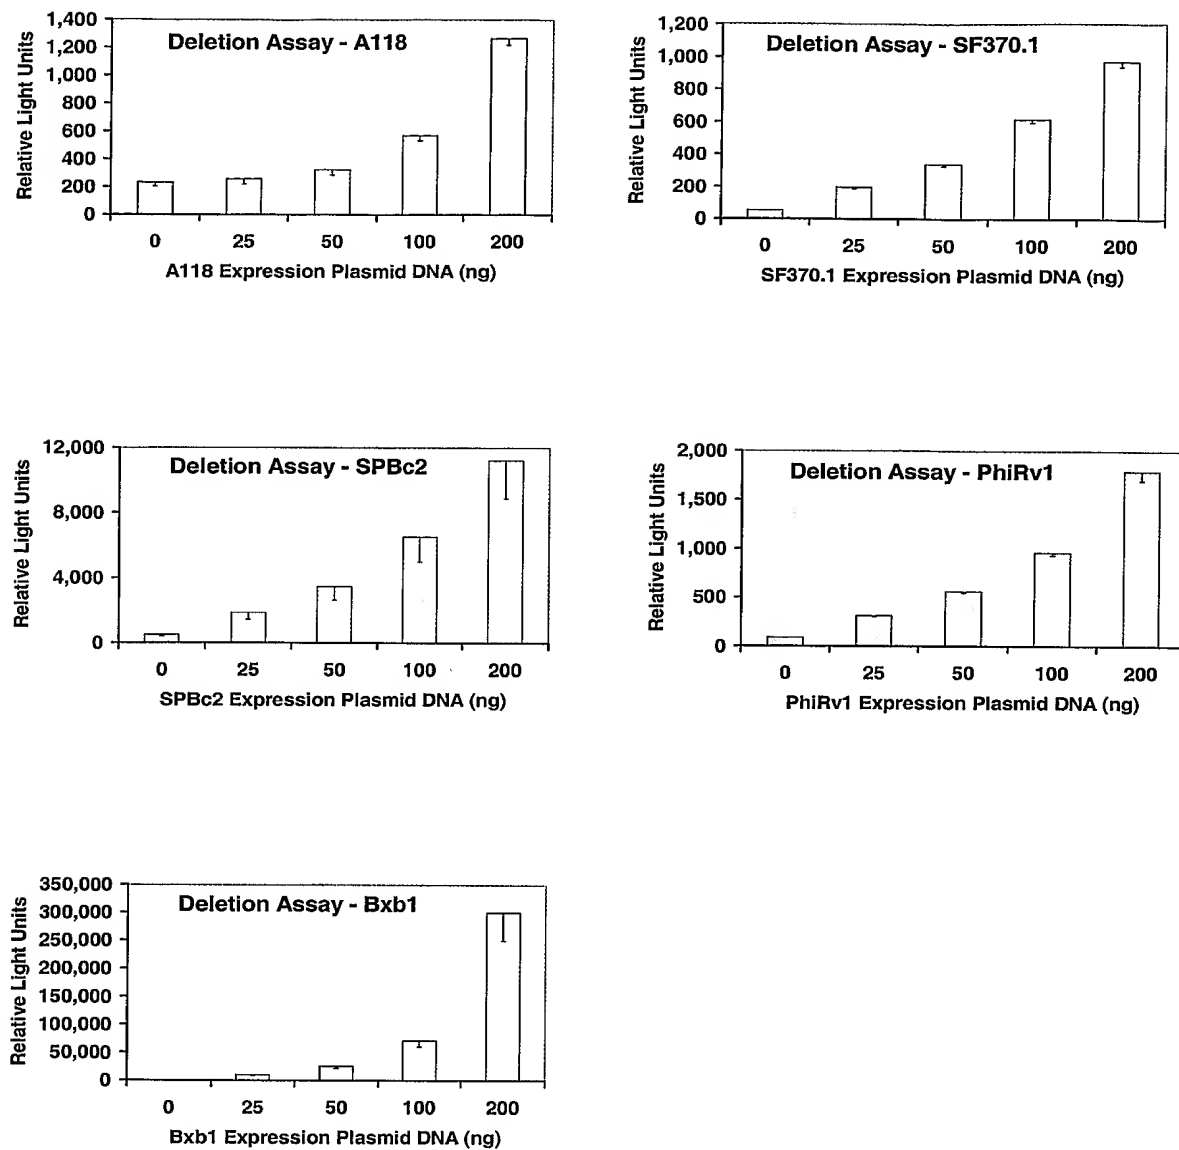 Deletion Assay - A118
Relative Light Units
1,400
1,200
1,000
800
600
400
200
0
0 25 50 100 200
A118 Expression Plasmid DNA (ng)
Deletion Assay - SF370.1
Relative Light Units
1,200
1,000
800
600
400
200
0
0 25 50 100 200
SF370.1 Expression Plasmid DNA (ng)
Deletion Assay - SPBc2
Relative Light Units
12,000
8,000
4,000
0
0 25 50 100 200
SPBc2 Expression Plasmid DNA (ng)
Deletion Assay - PhiRv1
Relative Light Units
2,000
1,500
1,000
500
0
0 25 50 100 200
PhiRv1 Expression Plasmid DNA (ng)
Deletion Assay - Bxb1
Relative Light Units
350,000
300,000
250,000
200,000
150,000
100,000
50,000
0
0 25 50 100 200
Bxb1 Expression Plasmid DNA (ng)